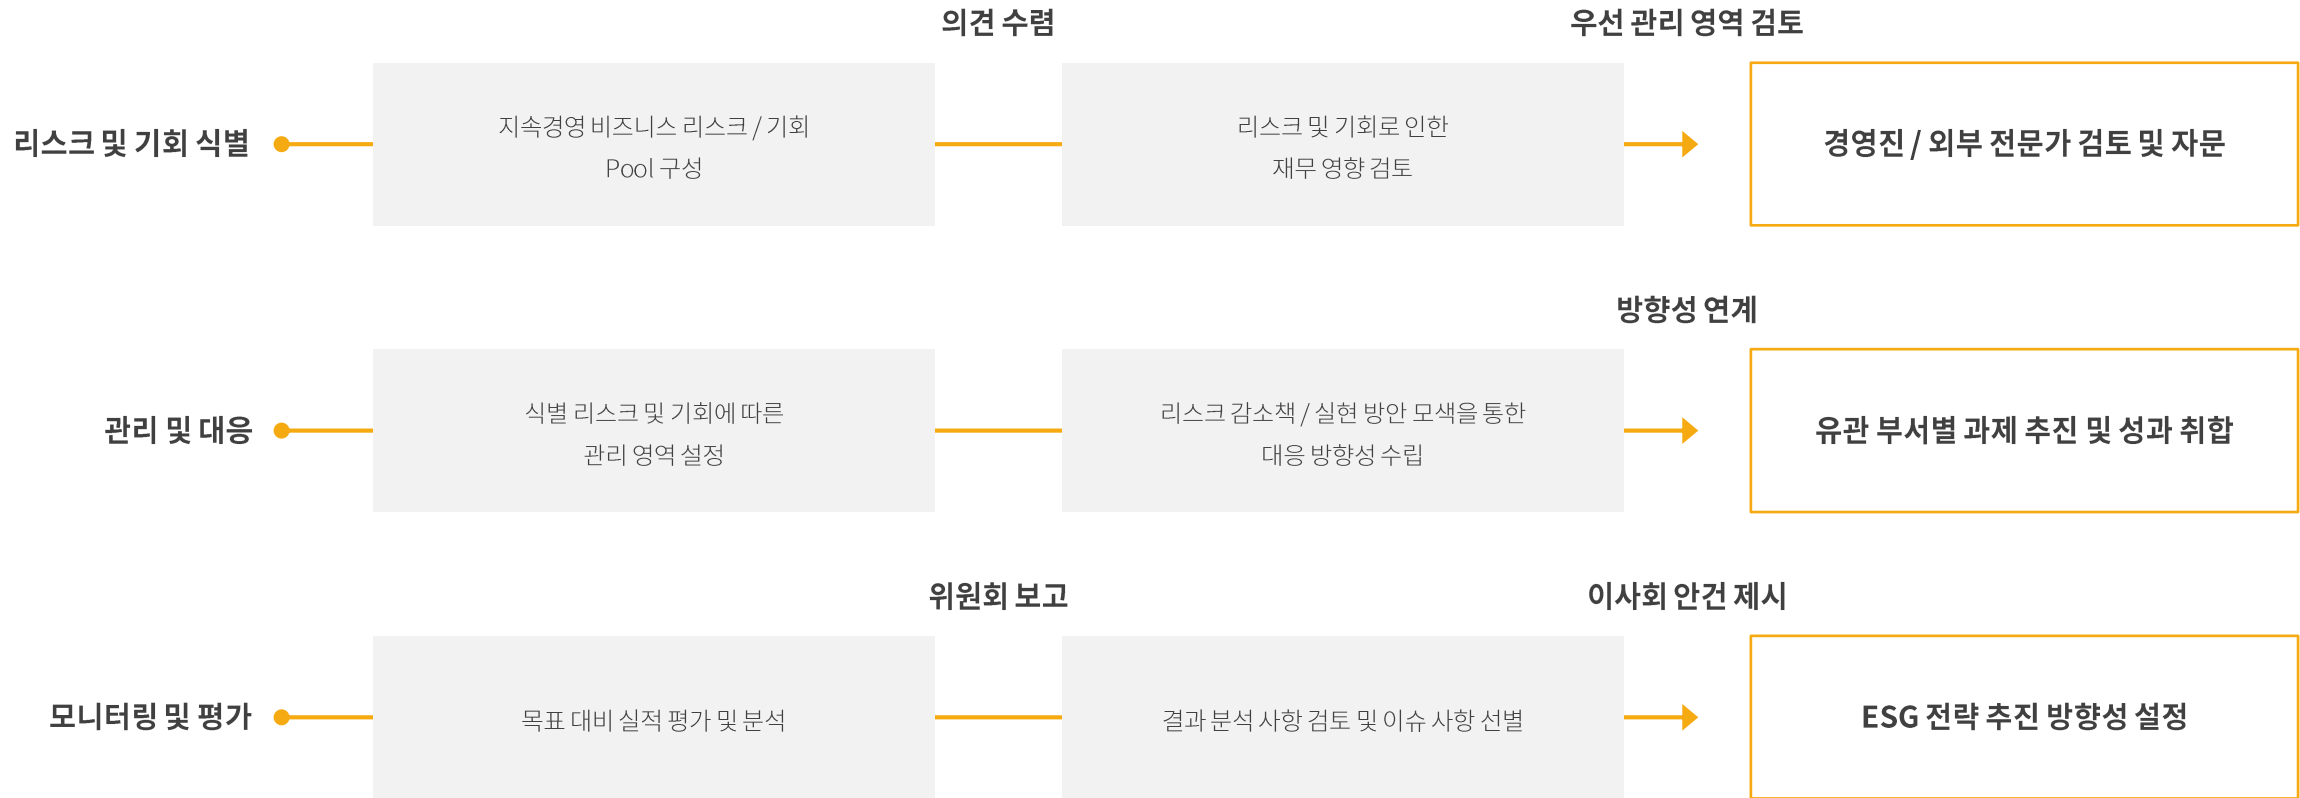 의견 수렴
우선 관리 영역 검토
리스크 및 기회 식별
지속경영 비즈니스 리스크 / 기회
Pool 구성
리스크 및 기회로 인한
재무 영향 검토
경영진 / 외부 전문가 검토 및 자문
방향성 연계
관리 및 대응
식별 리스크 및 기회에 따른
관리 영역 설정
리스크 감소책 / 실현 방안 모색을 통한
대응 방향성 수립
유관 부서별 과제 추진 및 성과 취합
위원회 보고
이사회 안건 제시
모니터링 및 평가
목표 대비 실적 평가 및 분석
결과 분석 사항 검토 및 이슈 사항 선별
ESG 전략 추진 방향성 설정